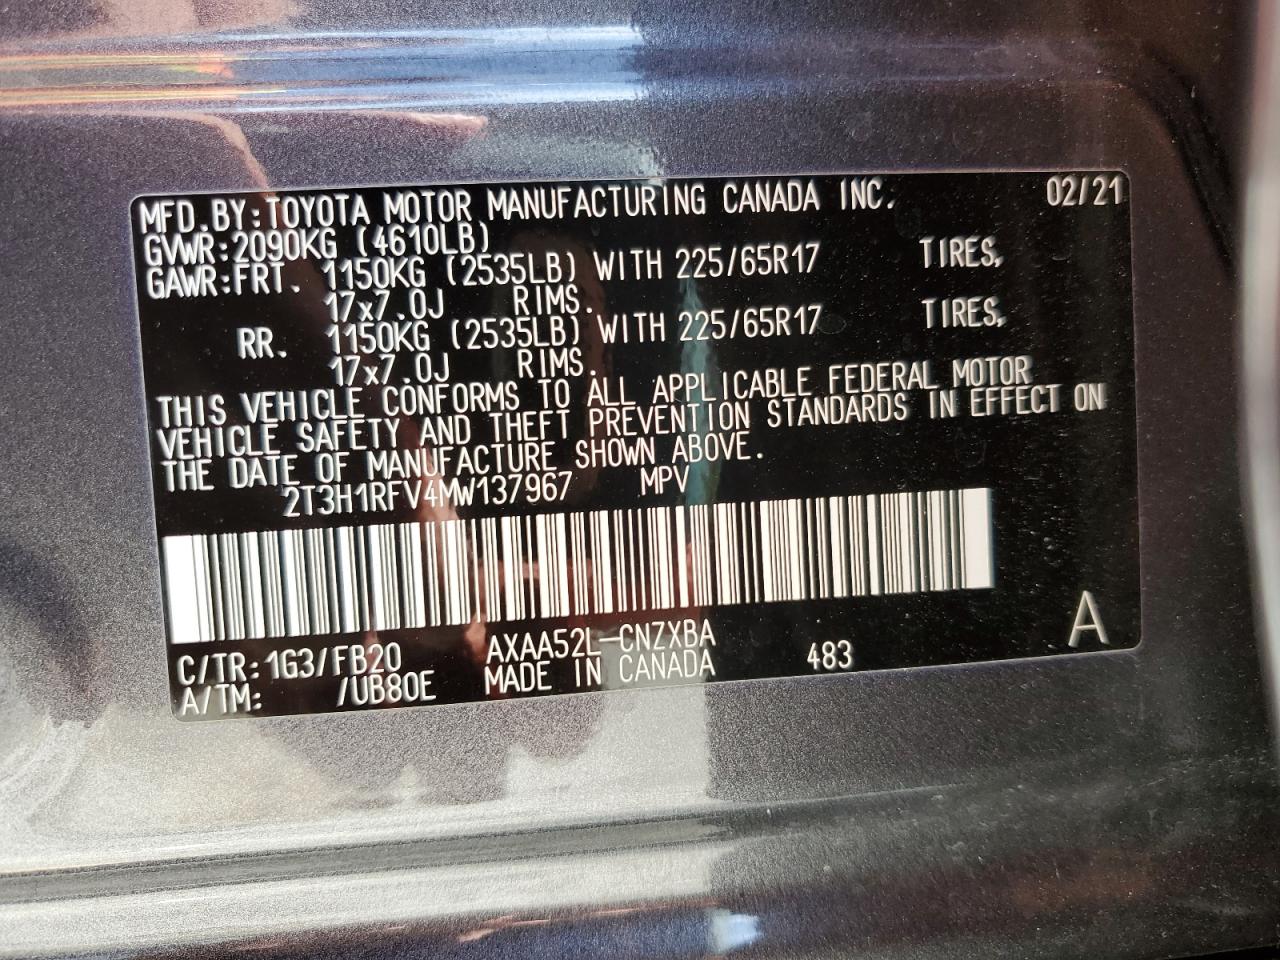 MFD.BY:TOYOTA MOTOR MANUFACTURING CANADA INC. 02/21
GVWR:2090KG (4610LB)
GAWR:FRT. 1150KG (2535LB) WITH 225/65R17 TIRES,
17x7.0J RIMS.
RR. 1150KG (2535LB) WITH 225/65R17 TIRES,
17x7.0J RIMS.
THIS VEHICLE CONFORMS TO ALL APPLICABLE FEDERAL MOTOR
VEHICLE SAFETY AND THEFT PREVENTION STANDARDS IN EFFECT ON
THE DATE OF MANUFACTURE SHOWN ABOVE.
2T3H1RFV4MW137967 MPV
C/TR:1G3/FB20 AXAA52L-CNZXBA 483 A
A/TM: /UB80E MADE IN CANADA